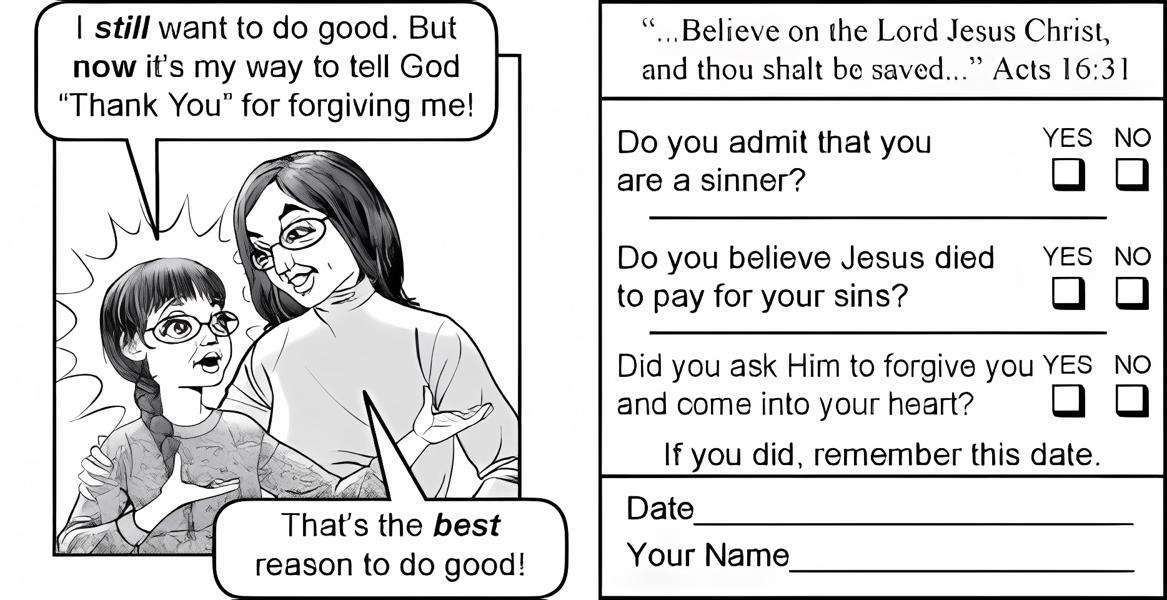 I still want to do good. But
now it's my way to tell God
"Thank You" for forgiving me!
That's the best
reason to do good!
"...Believe on the Lord Jesus Christ,
and thou shalt be saved..." Acts 16:31
Do you admit that you
are a sinner?
YES NO
Do you believe Jesus died
to pay for your sins?
YES NO
Did you ask Him to forgive you
and come into your heart?
YES NO
If you did, remember this date.
Date
Your Name